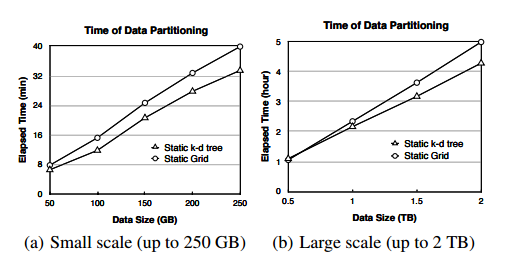 Time of Data Partitioning
Elapsed Time (min)
40
32
24
16
8
0
Static k-d tree
Static Grid
50 100 150 200 250
Data Size (GB)
(a) Small scale (up to 250 GB)
Time of Data Partitioning
Elapsed Time (hour)
5
4
3
2
1
0
Static k-d tree
Static Grid
0.5 1 1.5 2
Data Size (TB)
(b) Large scale (up to 2 TB)